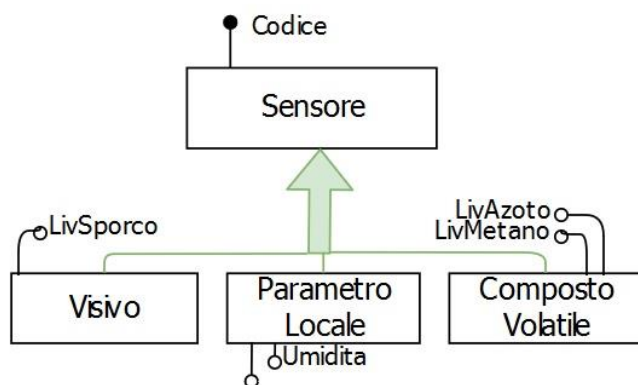 Codice
Sensore
LivSporco
LivAzoto
LivMetano
Visivo
Parametro
Locale
Composto
Volatile
Umidita